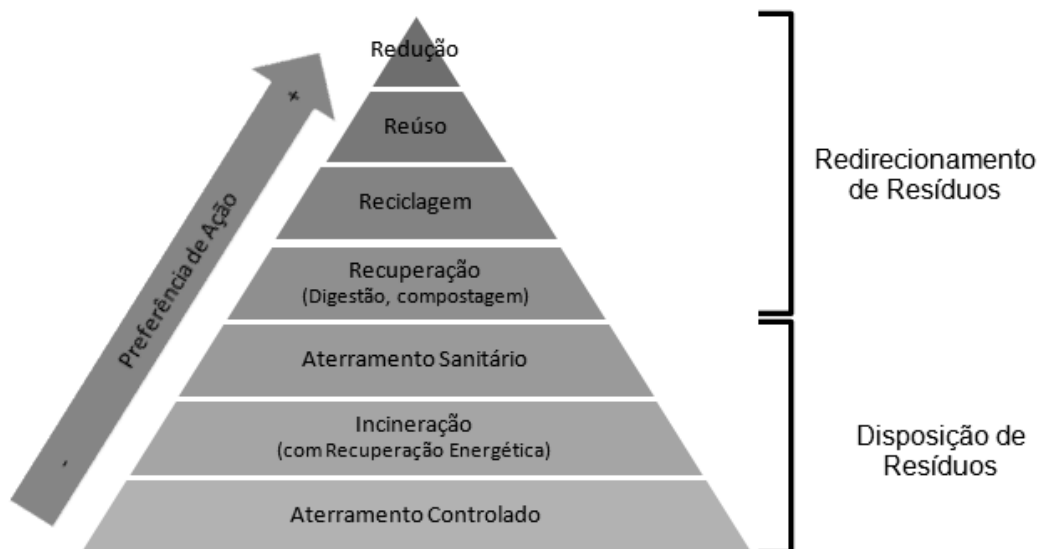 Redução
Reúso
Reciclagem
Recuperação
(Digestão, compostagem)
Aterramento Sanitário
Incineração
(com Recuperação Energética)
Aterramento Controlado
+
Preferência de Ação
-
Redirecionamento
de Resíduos
Disposição de
Resíduos